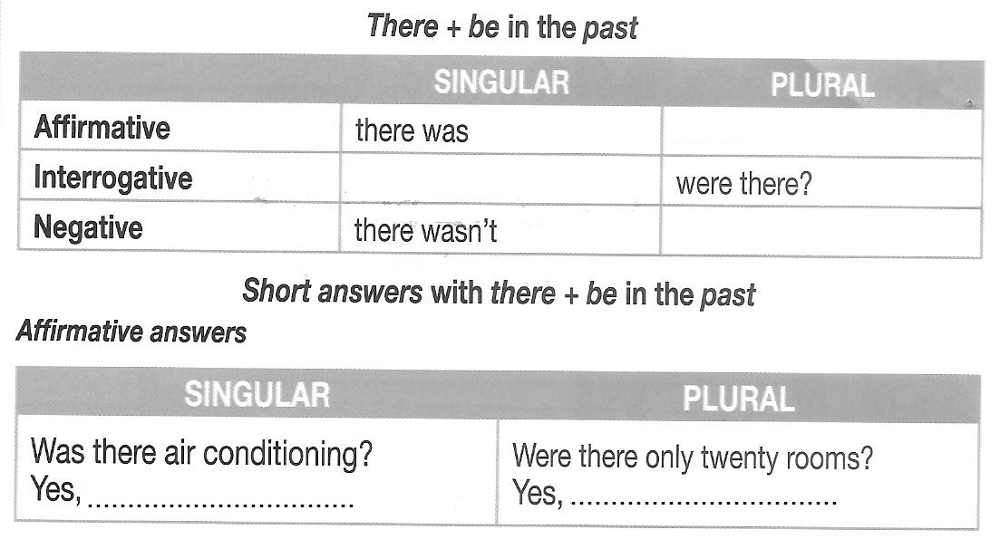 There + be in the past
SINGULAR PLURAL
Affirmative there was
Interrogative were there?
Negative there wasn't
Short answers with there + be in the past
Affirmative answers
SINGULAR PLURAL
Was there air conditioning? Were there only twenty rooms?
Yes, ................................. Yes, .................................